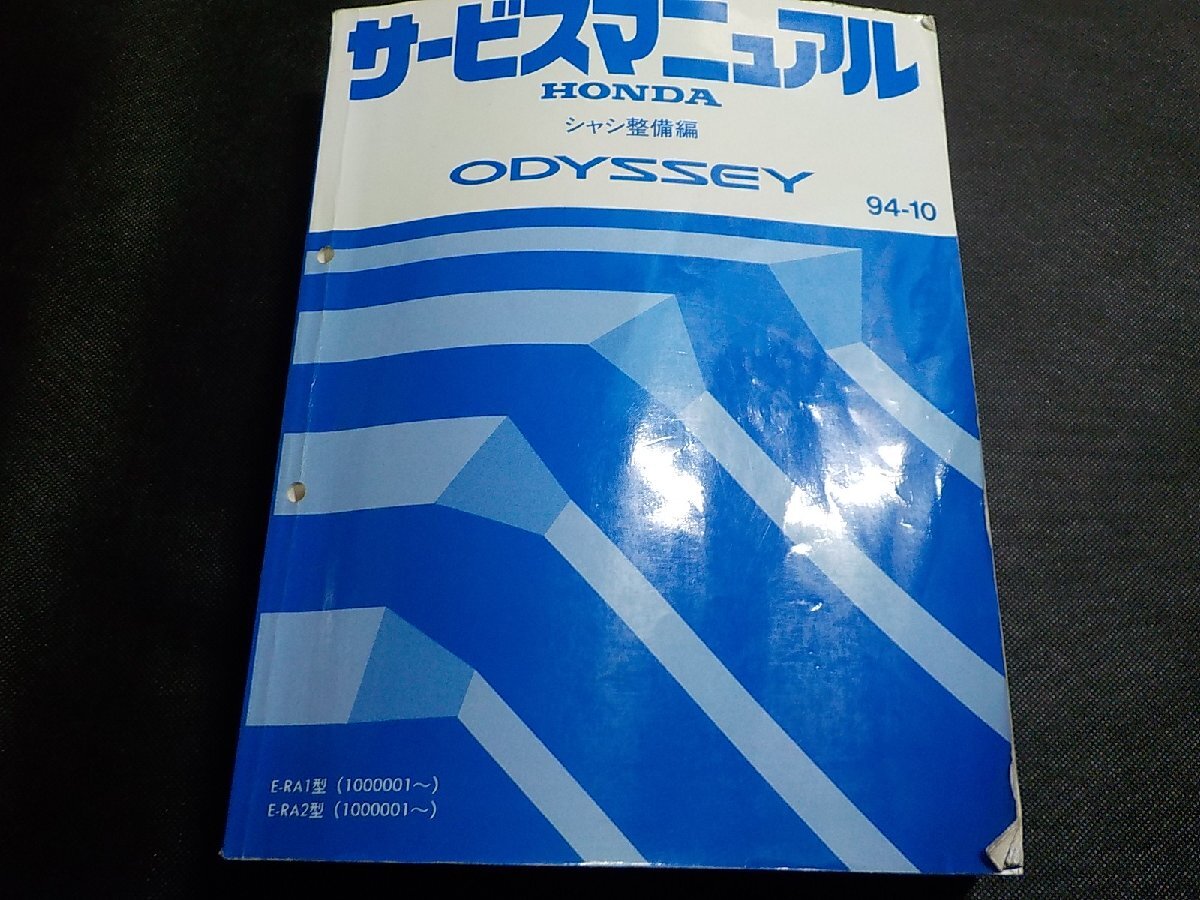 サービスマニュアル
HONDA
シャシ整備編
ODYSSEY
94-10
E-RA1型 (1000001〜)
E-RA2型 (1000001〜)